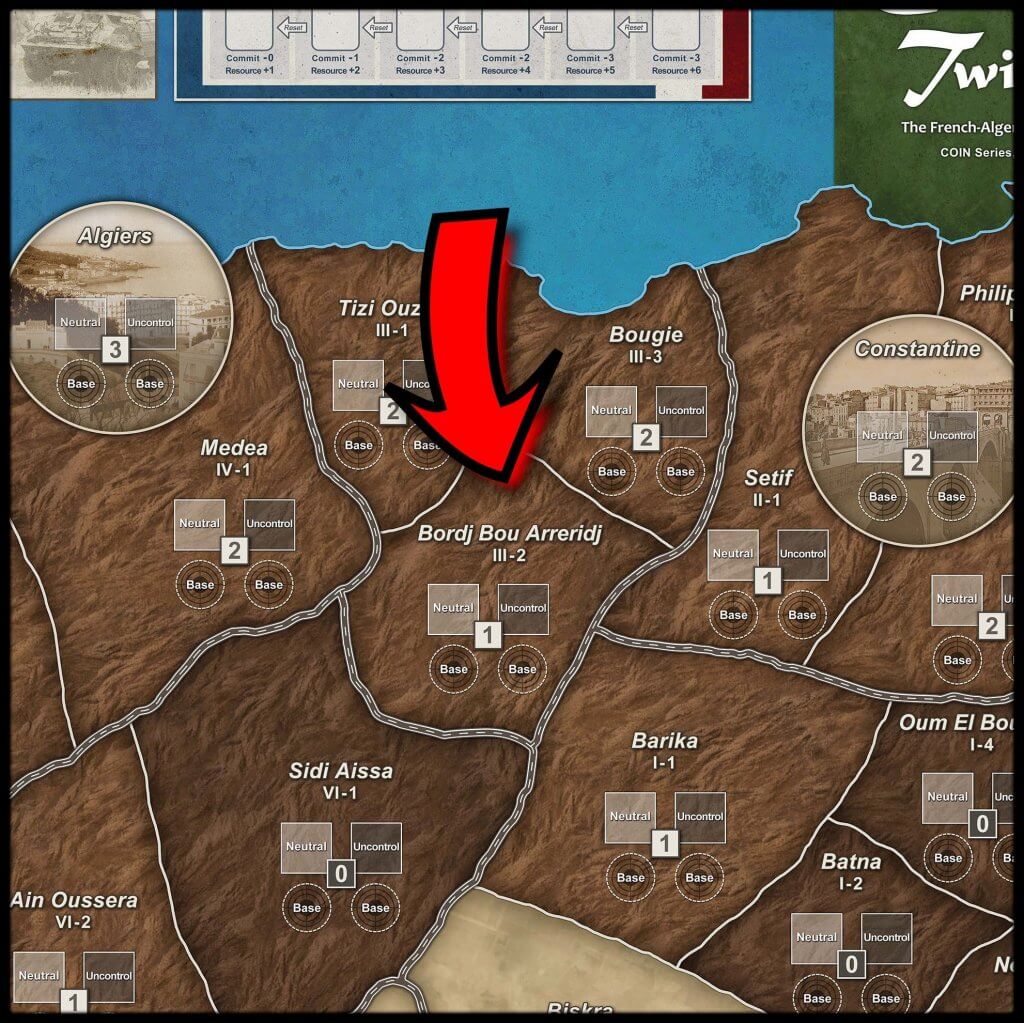 Reset
Reset
Reset
Reset
Reset
Commit -0
Resource +1
Commit -1
Resource +2
Commit -2
Resource +3
Commit -2
Resource +4
Commit -3
Resource +5
Commit -3
Resource +6
Twi
The French-Alger
COIN Series
Algiers
Neutral
Uncontrol
3
Base
Base
Tizi Ouz
III-1
Neutral
Unco
2
Base
Base
Bougie
III-3
Neutral
Uncontrol
2
Base
Base
Philip
Constantine
Neutral
Uncontrol
2
Base
Base
Medea
IV-1
Neutral
Uncontrol
2
Base
Base
Setif
II-1
Neutral
Uncontrol
1
Base
Base
Bordj Bou Arreridj
III-2
Neutral
Uncontrol
1
Base
Base
Neutral
2
Base
Sidi Aissa
VI-1
Neutral
Uncontrol
0
Base
Base
Barika
I-1
Neutral
Uncontrol
1
Base
Base
Oum El Bou
I-4
Neutral
Unc
0
Base
Ba
Batna
I-2
Neutral
Uncontrol
0
Base
Base
Ain Oussera
VI-2
Neutral
Uncontrol
1
Biskra